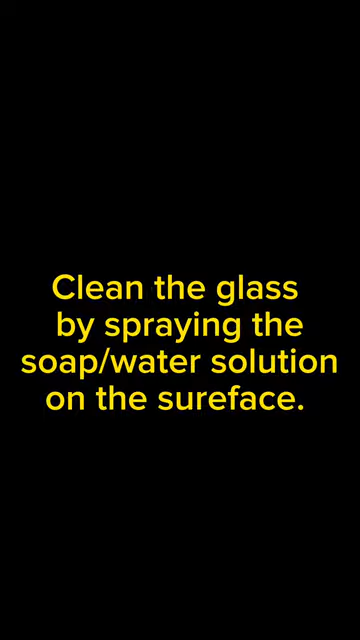 Clean the glass
by spraying the
soap/water solution
on the sureface.